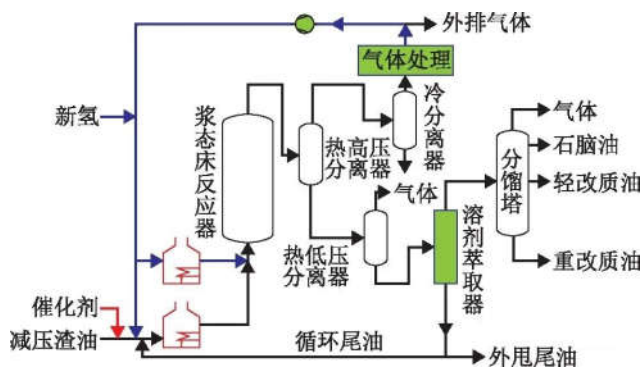 外排气体
气体处理
新氢
浆态床反应器
热高压
分离器
冷分离器
气体
石脑油
分馏塔
轻改质油
重改质油
气体
热低压
分离器
溶剂萃取器
催化剂
减压渣油
循环尾油
外甩尾油